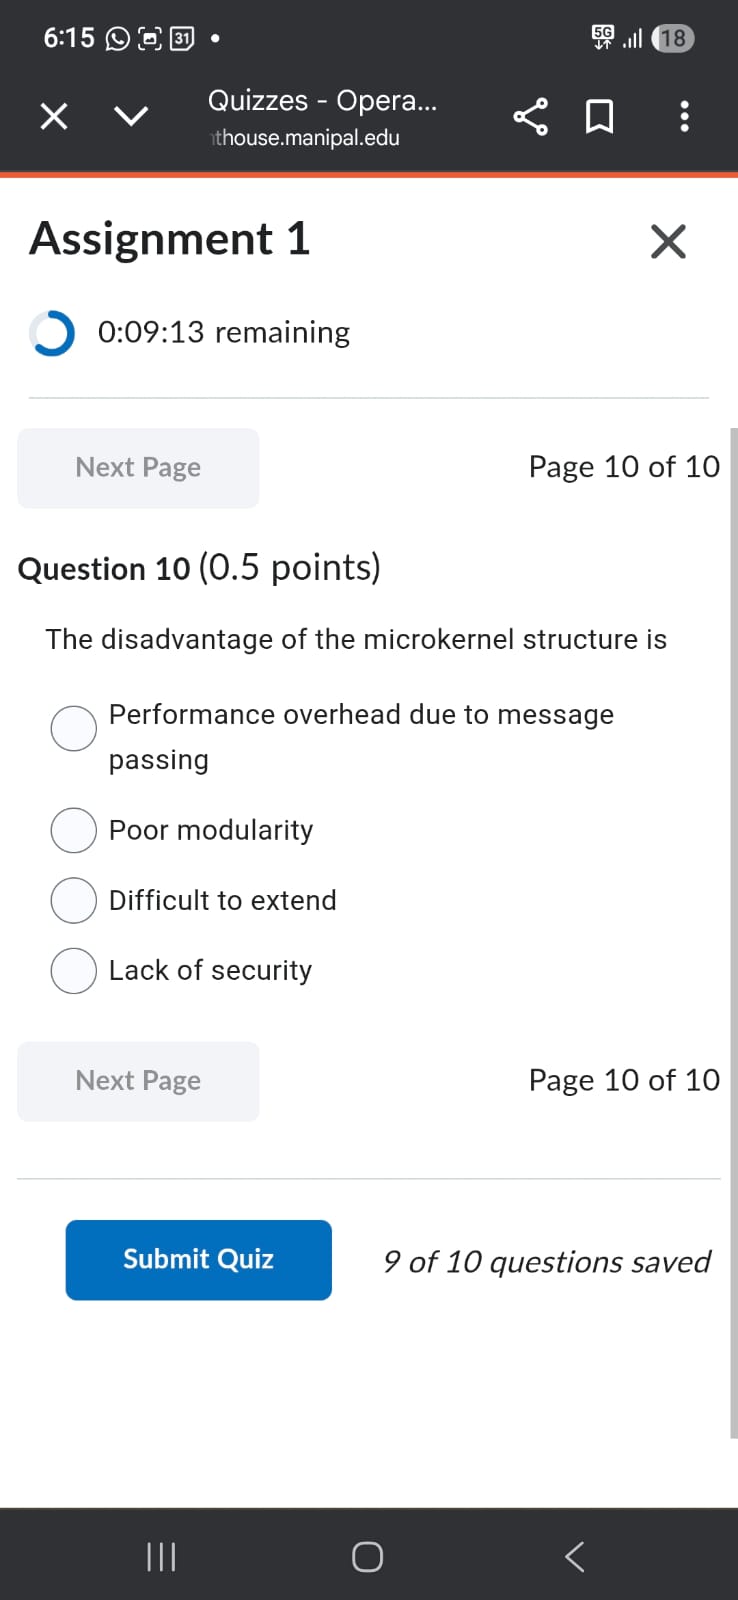 6:15 31 5G 18
Quizzes - Opera...
thouse.manipal.edu
Assignment 1
0:09:13 remaining
Next Page Page 10 of 10
Question 10 (0.5 points)
The disadvantage of the microkernel structure is
Performance overhead due to message
passing
Poor modularity
Difficult to extend
Lack of security
Next Page Page 10 of 10
Submit Quiz 9 of 10 questions saved